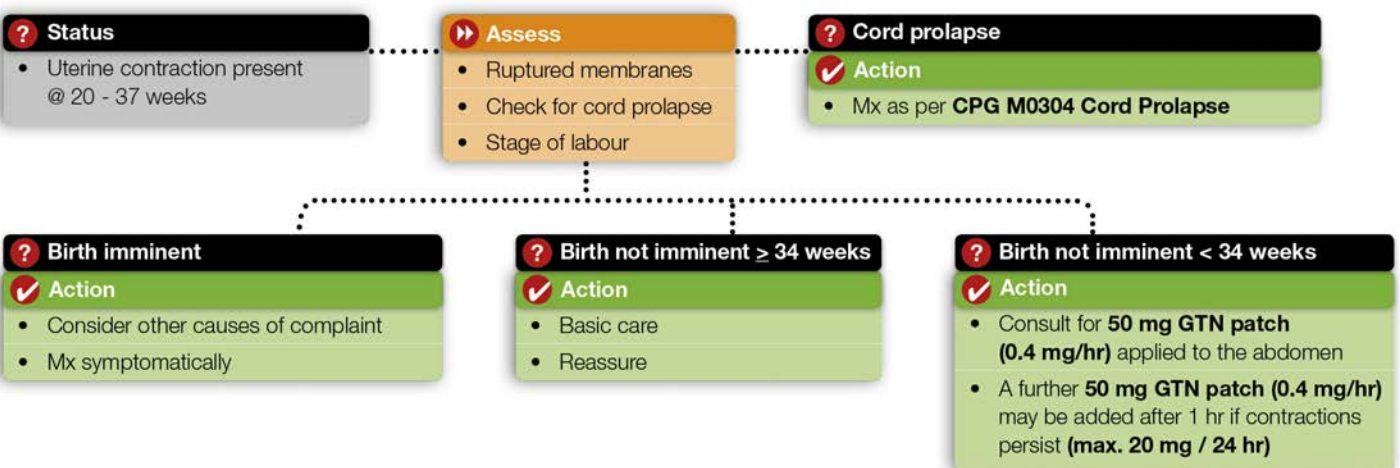 Status
• Uterine contraction present
@ 20 - 37 weeks
Assess
• Ruptured membranes
• Check for cord prolapse
• Stage of labour
Cord prolapse
Action
• Mx as per CPG M0304 Cord Prolapse
Birth imminent
Action
• Consider other causes of complaint
• Mx symptomatically
Birth not imminent ≥ 34 weeks
Action
• Basic care
• Reassure
Birth not imminent < 34 weeks
Action
• Consult for 50 mg GTN patch
(0.4 mg/hr) applied to the abdomen
• A further 50 mg GTN patch (0.4 mg/hr)
may be added after 1 hr if contractions
persist (max. 20 mg / 24 hr)